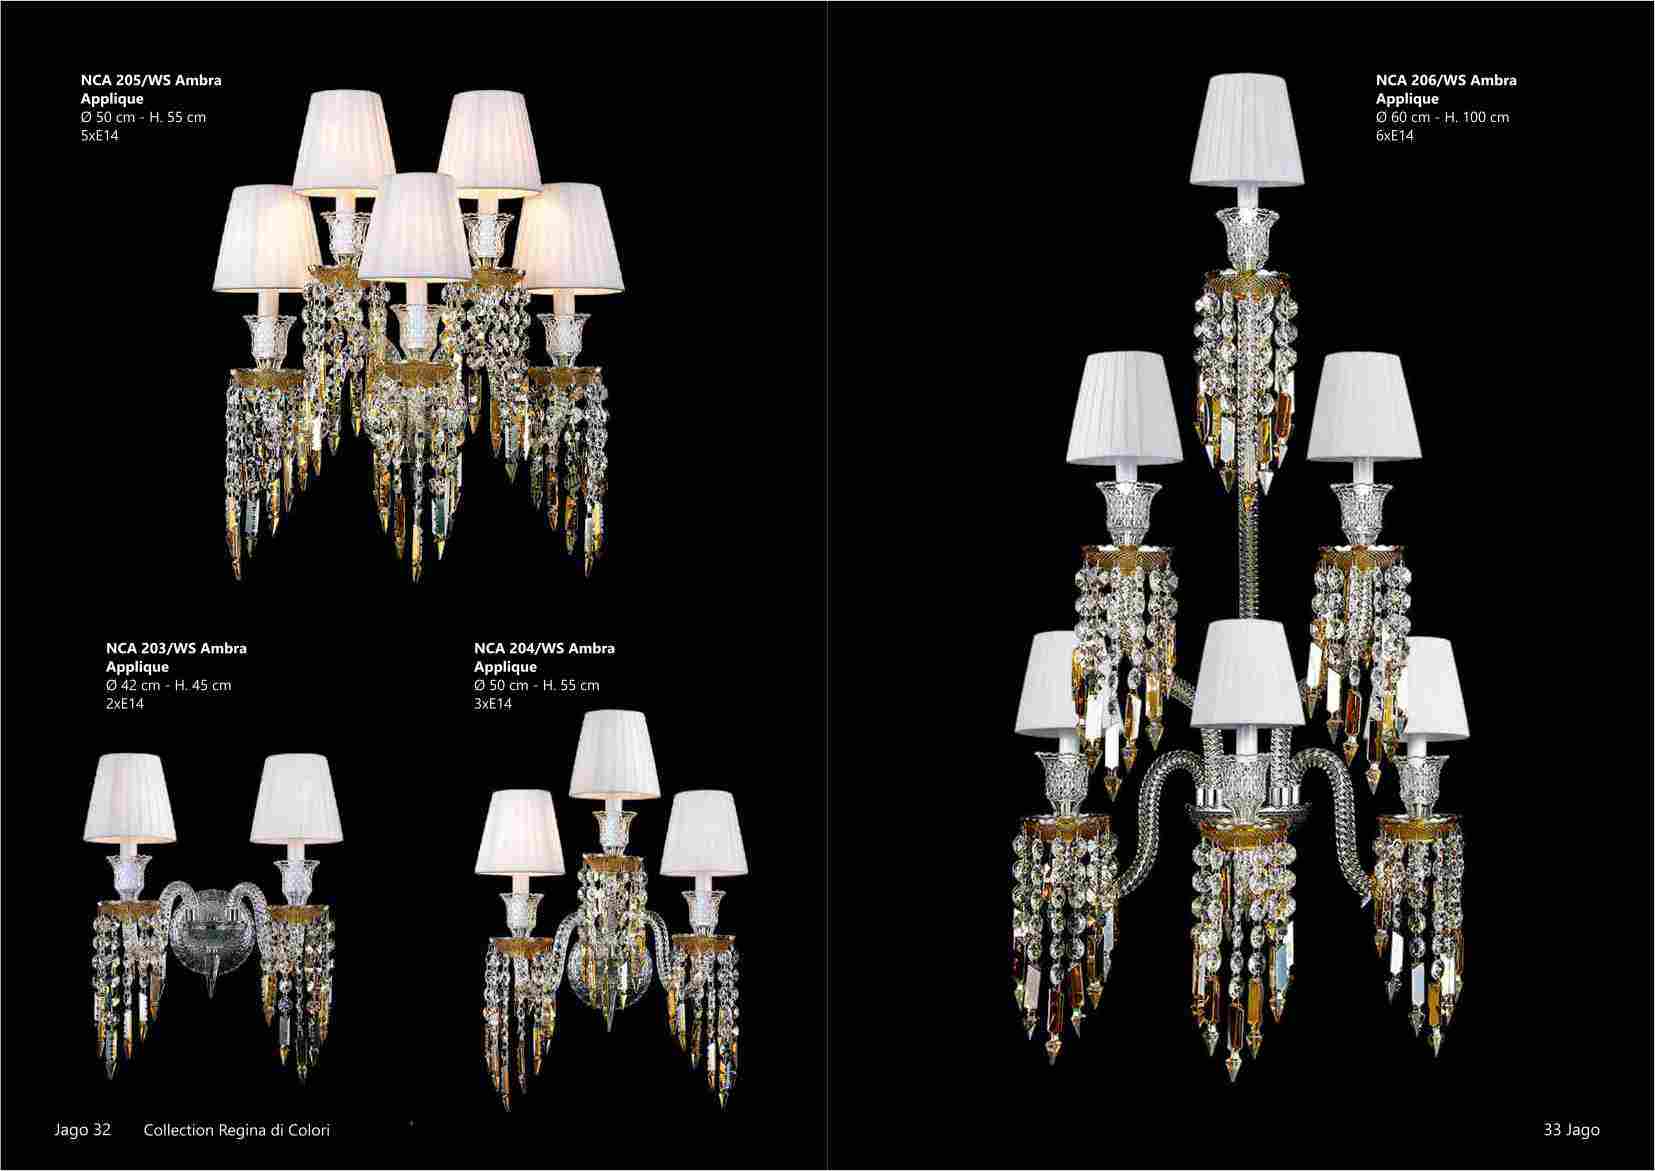 NCA 205/WS Ambra
Applique
Ø 50 cm - H. 55 cm
5xE14
NCA 203/WS Ambra
Applique
Ø 42 cm - H. 45 cm
2xE14
NCA 204/WS Ambra
Applique
Ø 50 cm - H. 55 cm
3xE14
Jago 32 Collection Regina di Colori
NCA 206/WS Ambra
Applique
Ø 60 cm - H. 100 cm
6xE14
33 Jago